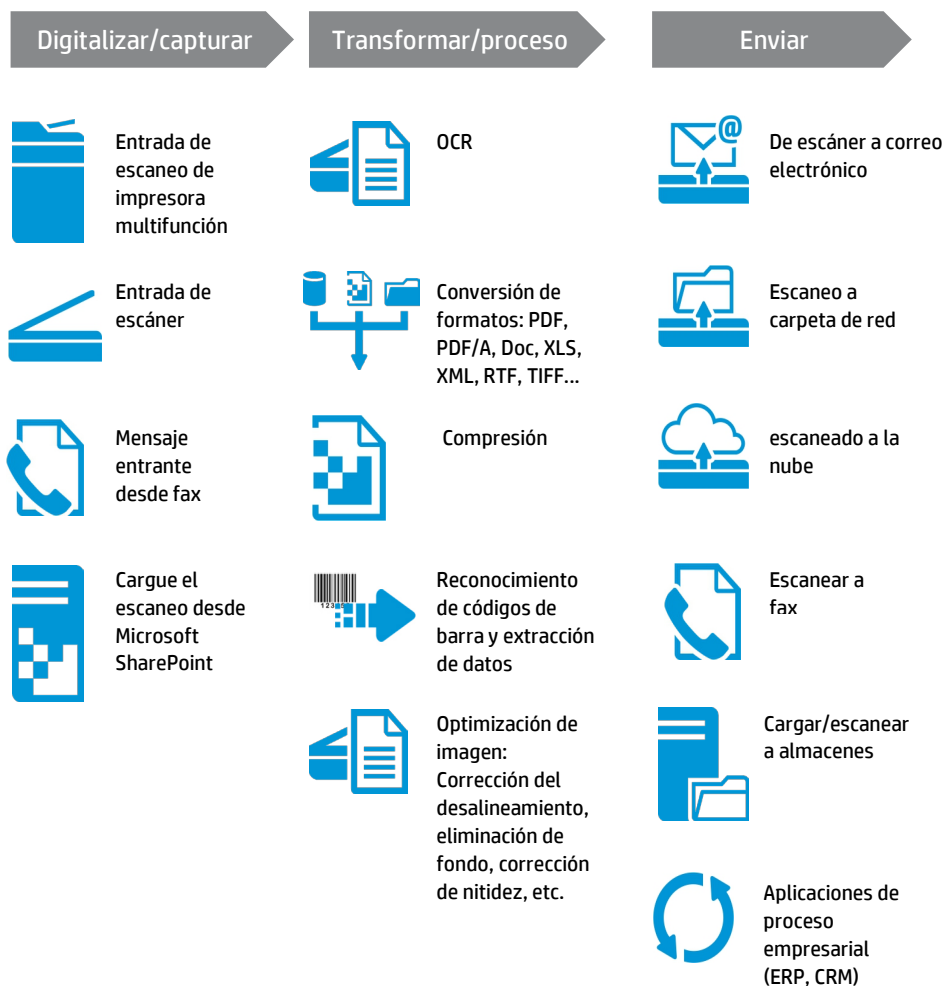 Digitalizar/capturar
Entrada de
escaneo de
impresora
multifunción
Entrada de
escáner
Mensaje
entrante
desde fax
Cargue el
escaneo desde
Microsoft
SharePoint
Transformar/proceso
OCR
Conversión de
formatos: PDF,
PDF/A, Doc, XLS,
XML, RTF, TIFF...
Compresión
Reconocimiento
de códigos de
barra y extracción
de datos
Optimización de
imagen:
Corrección del
desalineamiento,
eliminación de
fondo, corrección
de nitidez, etc.
Enviar
@
De escáner a correo
electrónico
Escaneo a
carpeta de red
escaneado a la
nube
Escanear a
fax
Cargar/escanear
a almacenes
Aplicaciones de
proceso
empresarial
(ERP, CRM)